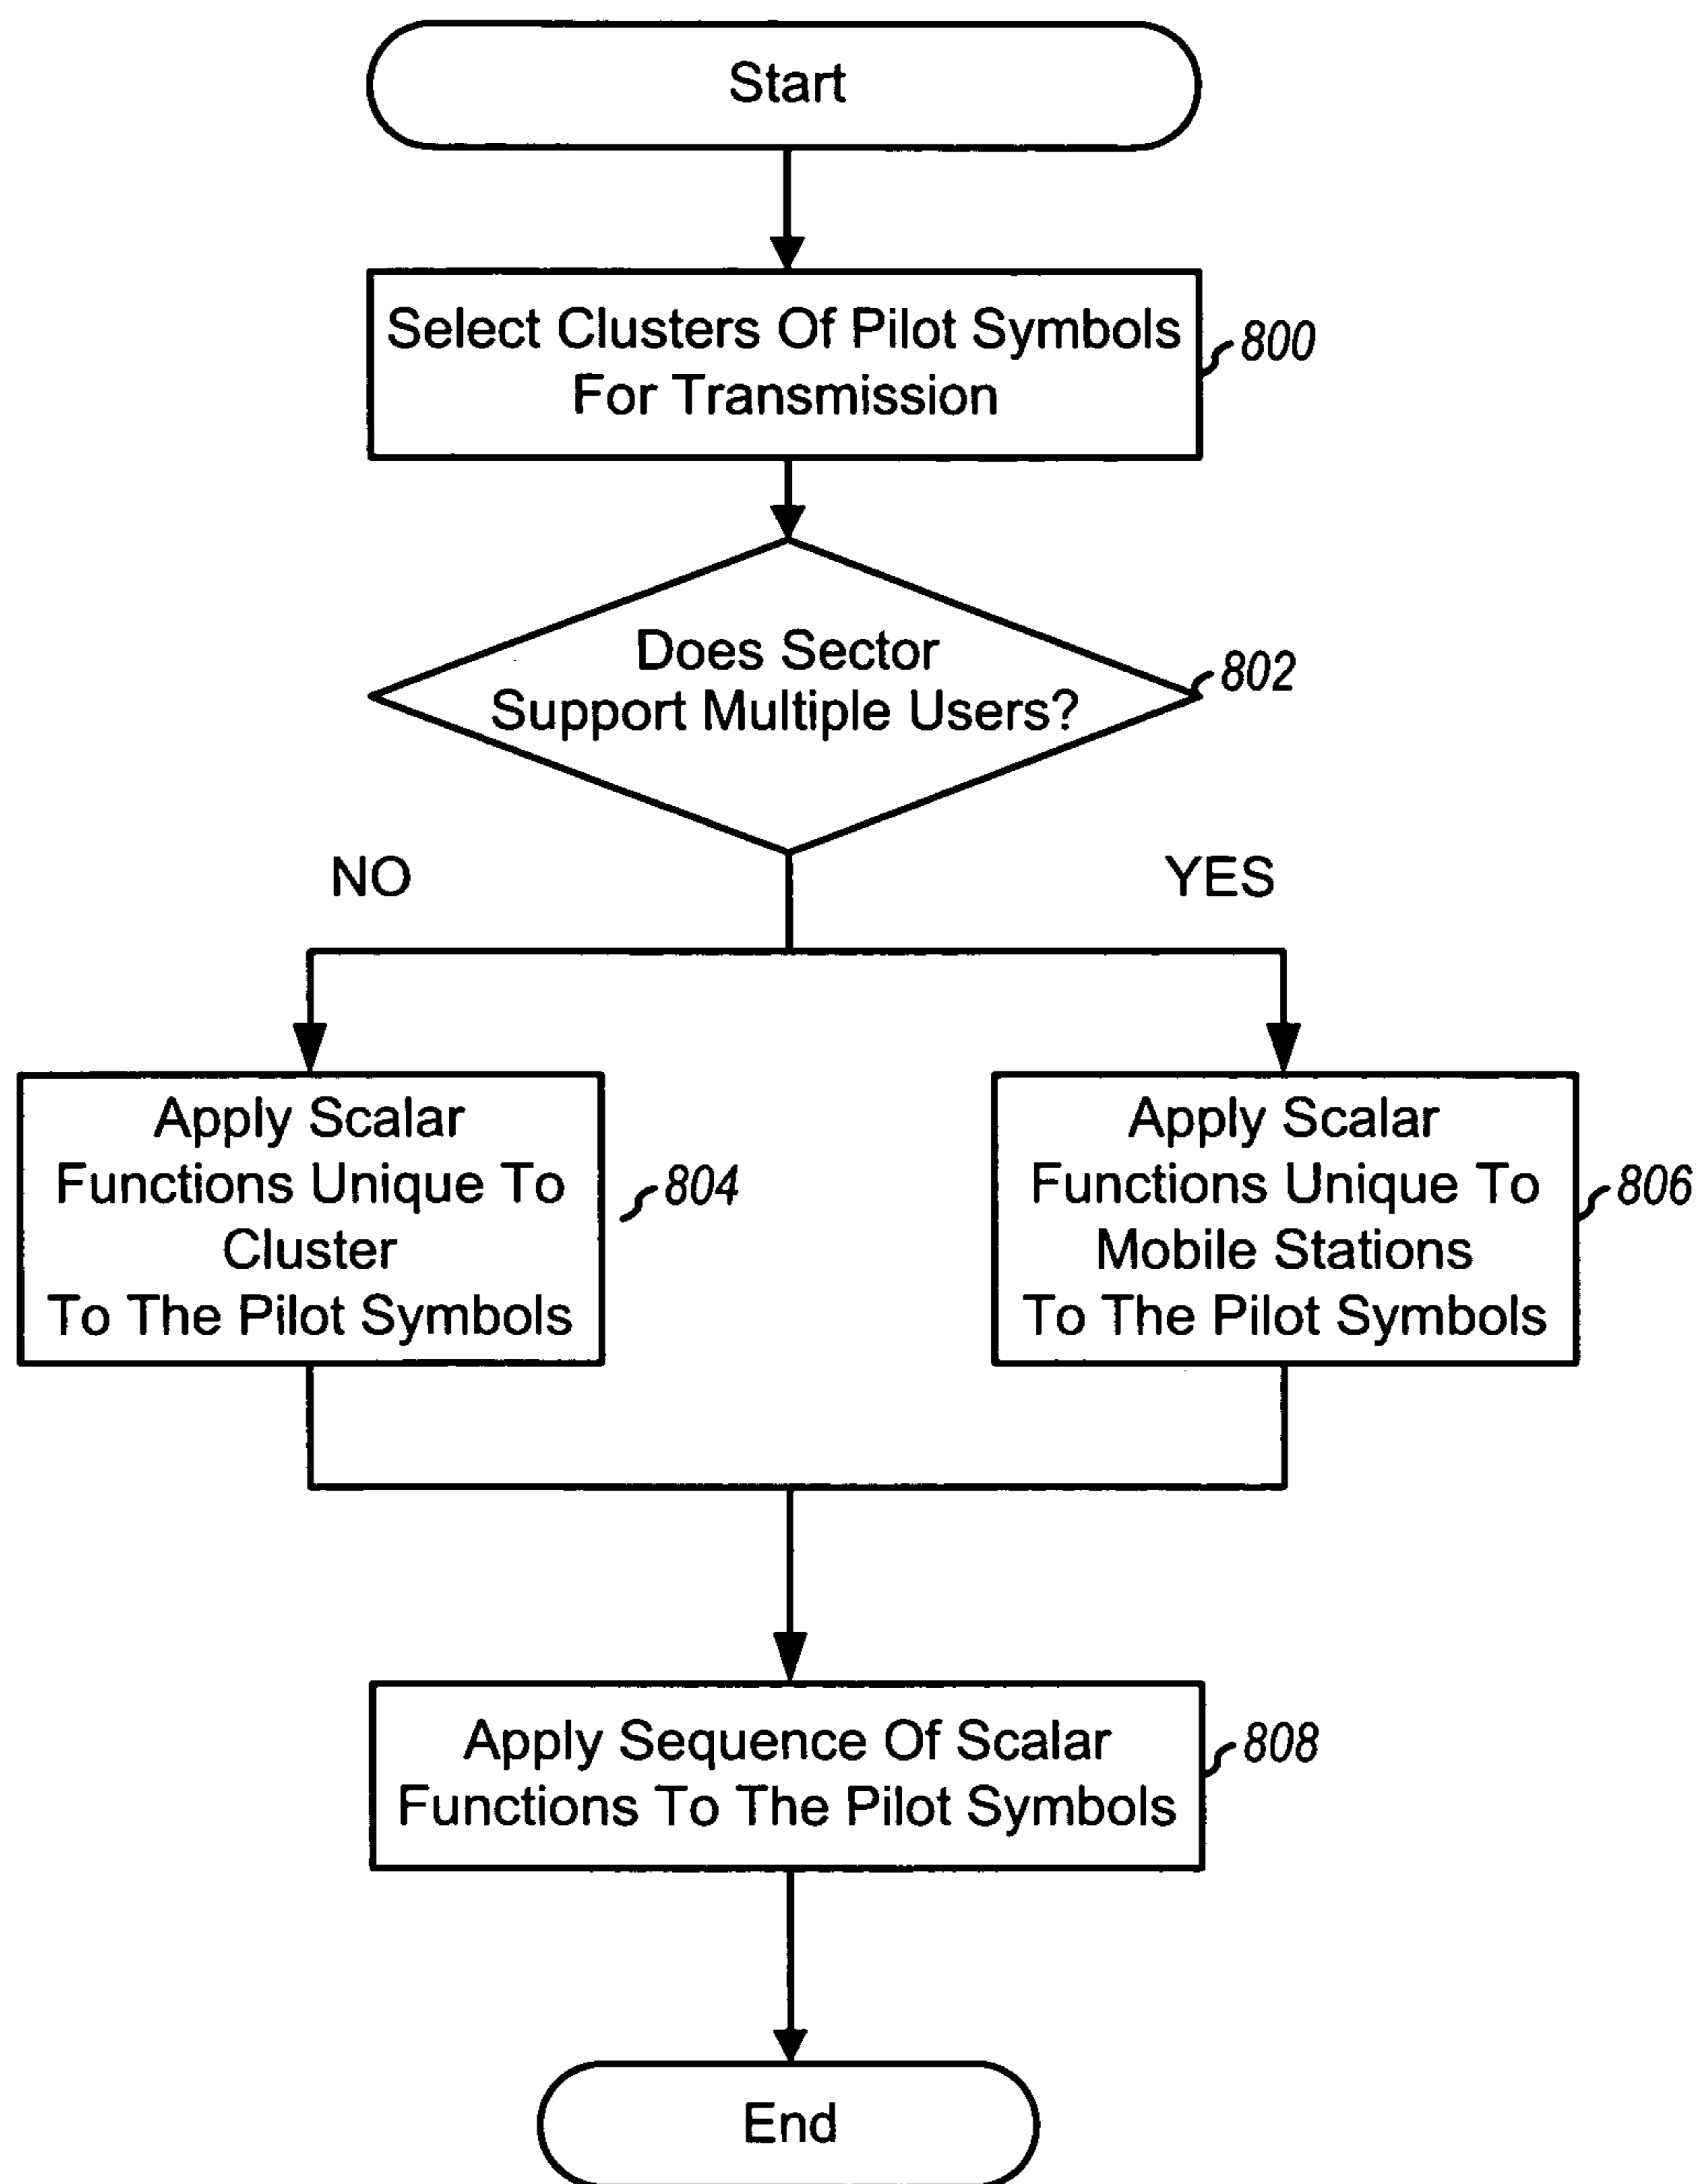 Start
Select Clusters Of Pilot Symbols
For Transmission
800
Does Sector
Support Multiple Users?
802
NO
YES
Apply Scalar
Functions Unique To
Cluster
To The Pilot Symbols
804
Apply Scalar
Functions Unique To
Mobile Stations
To The Pilot Symbols
806
Apply Sequence Of Scalar
Functions To The Pilot Symbols
808
End